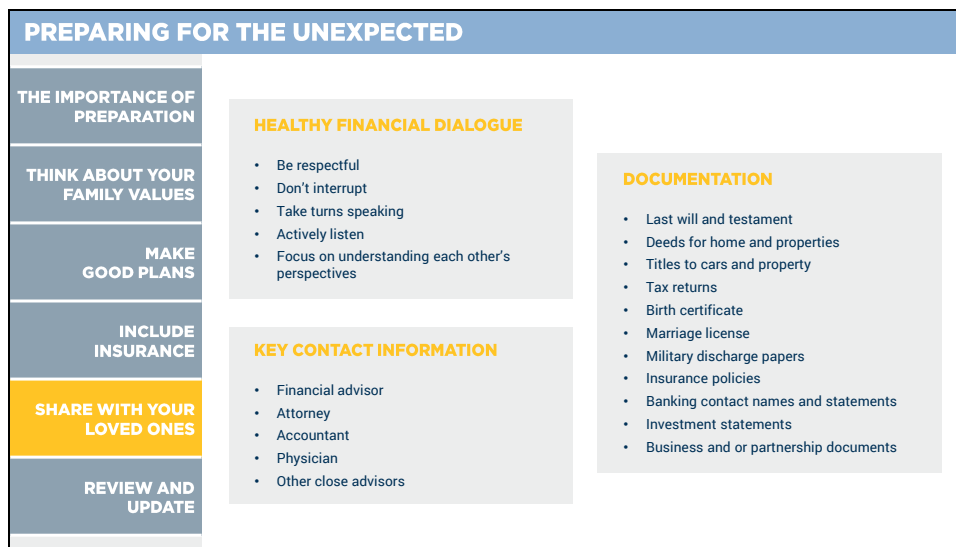 PREPARING FOR THE UNEXPECTED
THE IMPORTANCE OF
PREPARATION
THINK ABOUT YOUR
FAMILY VALUES
MAKE
GOOD PLANS
INCLUDE
INSURANCE
SHARE WITH YOUR
LOVED ONES
REVIEW AND
UPDATE
HEALTHY FINANCIAL DIALOGUE
• Be respectful
• Don’t interrupt
• Take turns speaking
• Actively listen
• Focus on understanding each other’s
perspectives
KEY CONTACT INFORMATION
• Financial advisor
• Attorney
• Accountant
• Physician
• Other close advisors
DOCUMENTATION
• Last will and testament
• Deeds for home and properties
• Titles to cars and property
• Tax returns
• Birth certificate
• Marriage license
• Military discharge papers
• Insurance policies
• Banking contact names and statements
• Investment statements
• Business and or partnership documents